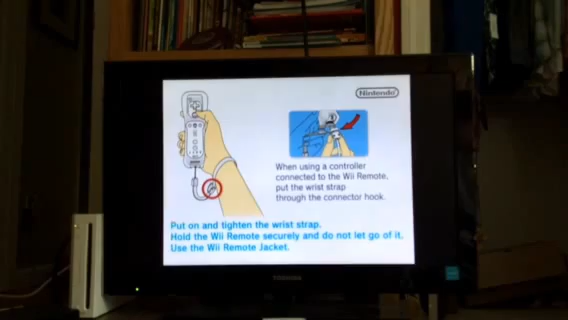 Nintendo
When using a controller
connected to the Wii Remote,
put the wrist strap
through the connector hook.
Put on and tighten the wrist strap.
Hold the Wii Remote securely and do not let go of it.
Use the Wii Remote Jacket.
TOSHIBA